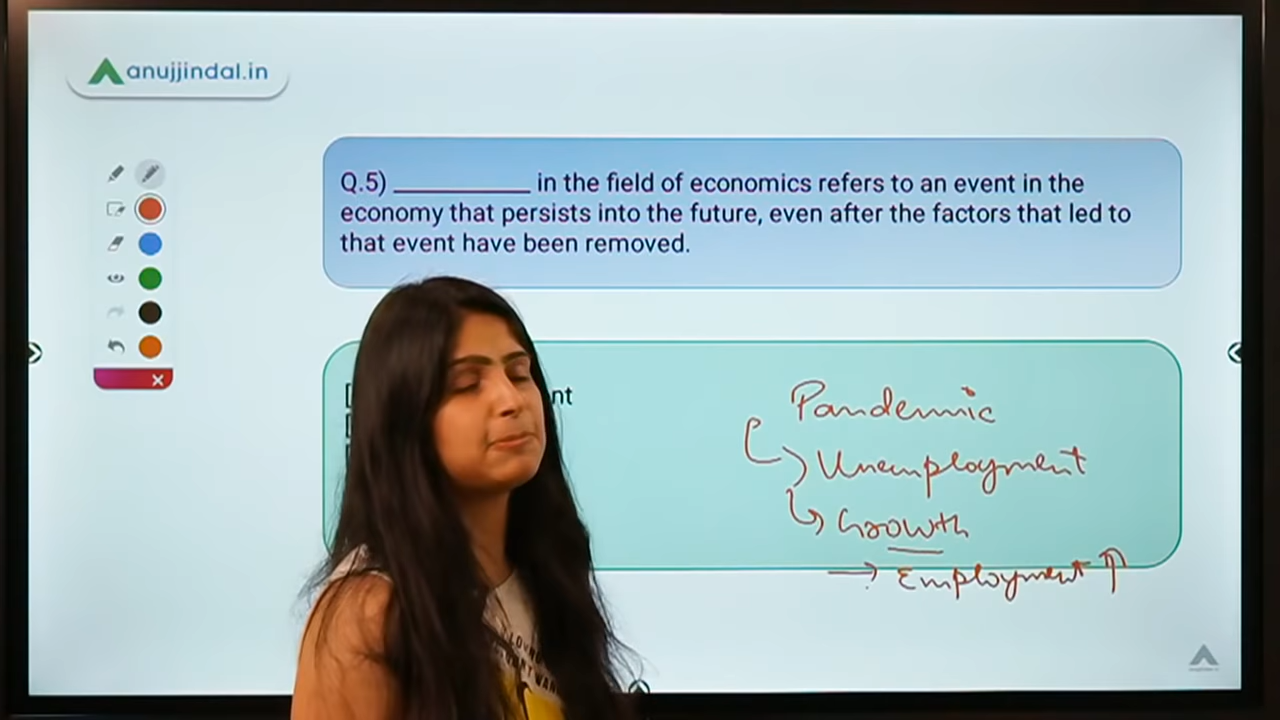 anujjindal.in
Q.5) __________ in the field of economics refers to an event in the
economy that persists into the future, even after the factors that led to
that event have been removed.
nt
Pandemic
Unemployment
Growth
→ Employment ↑